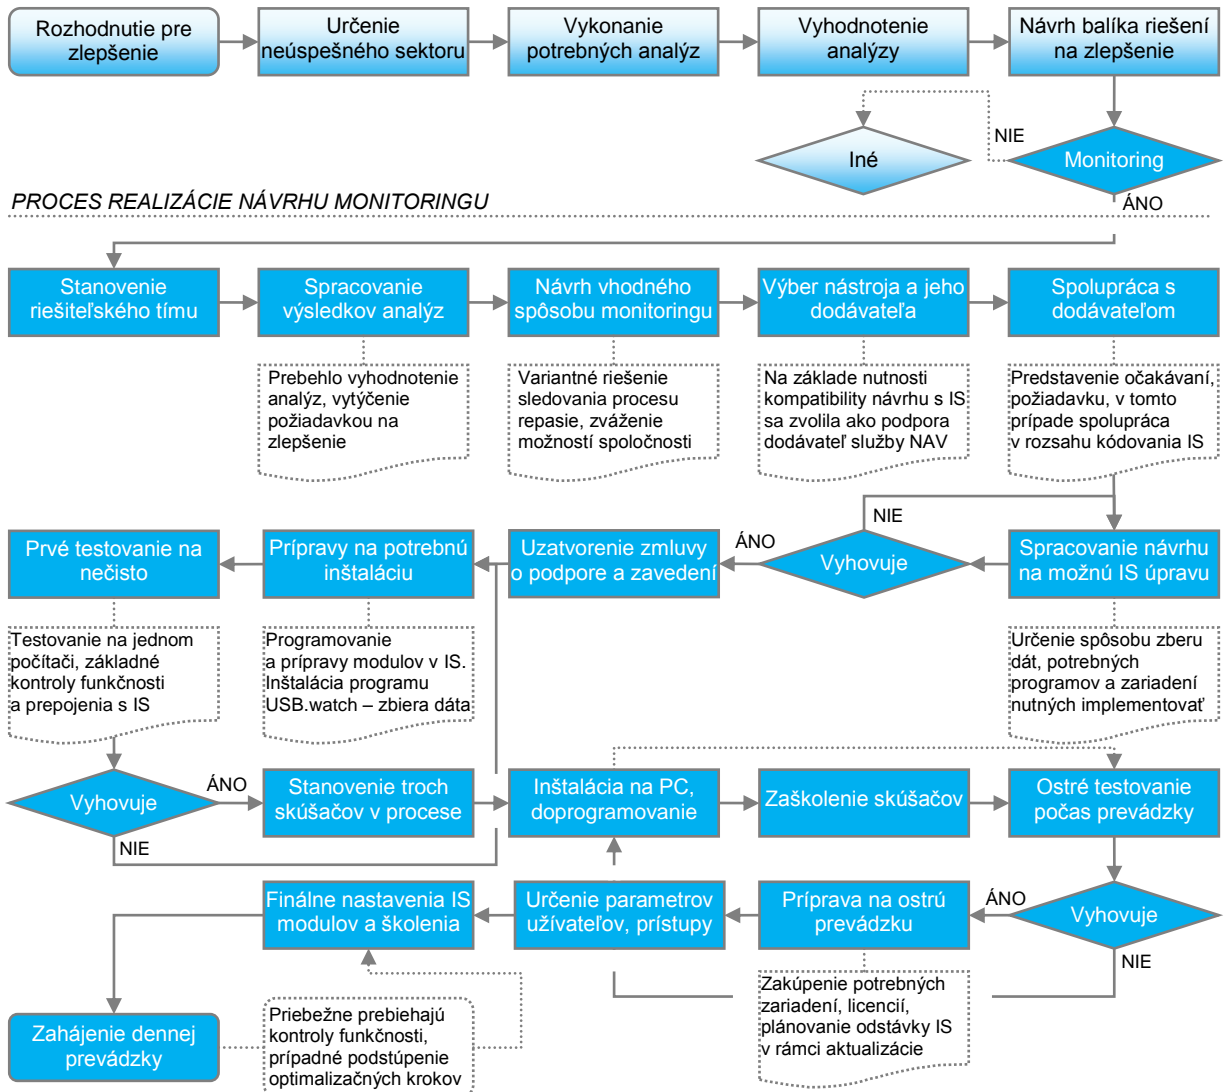 Rozhodnutie pre
zlepšenie
Určenie
neúspešného sektoru
Vykonanie
potrebných analýz
Vyhodnotenie
analýzy
Návrh balíka riešení
na zlepšenie
NIE
Iné
Monitoring
PROCES REALIZÁCIE NÁVRHU MONITORINGU
ÁNO
Stanovenie
riešiteľského tímu
Spracovanie
výsledkov analýz
Návrh vhodného
spôsobu monitoringu
Výber nástroja a jeho
dodávateľa
Spolupráca s
dodávateľom
Prebehlo vyhodnotenie
analýz, vytýčenie
požiadavkou na
zlepšenie
Variantné riešenie
sledovania procesu
repasie, zváženie
možností spoločnosti
Na základe nutnosti
kompatibility návrhu s IS
sa zvolila ako podpora
dodávateľ služby NAV
Predstavenie očakávaní,
požiadavku, v tomto
prípade spolupráca
v rozsahu kódovania IS
NIE
Prvé testovanie na
nečisto
Prípravy na potrebnú
inštaláciu
Uzatvorenie zmluvy
o podpore a zavedení
ÁNO
Vyhovuje
Spracovanie návrhu
na možnú IS úpravu
Testovanie na jednom
počítači, základné
kontroly funkčnosti
a prepojenia s IS
Programovanie
a prípravy modulov v IS.
Inštalácia programu
USB.watch – zbiera dáta
Určenie spôsobu zberu
dát, potrebných
programov a zariadení
nutných implementovať
Vyhovuje
ÁNO
NIE
Stanovenie troch
skúšačov v procese
Inštalácia na PC,
doprogramovanie
Zaškolenie skúšačov
Ostré testovanie
počas prevádzky
Finálne nastavenia IS
modulov a školenia
Určenie parametrov
užívateľov, prístupy
Príprava na ostrú
prevádzku
ÁNO
Vyhovuje
NIE
Zakúpenie potrebných
zariadení, licencií,
plánovanie odstávky IS
v rámci aktualizácie
Zahájenie dennej
prevádzky
Priebežne prebiehajú
kontroly funkčnosti,
prípadné podstúpenie
optimalizačných krokov